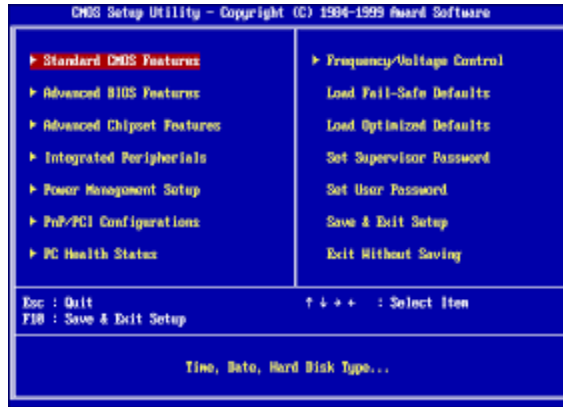 CMOS Setup Utility - Copyright (C) 1984-1999 Award Software
▶ Standard CMOS Features
▶ Advanced BIOS Features
▶ Advanced Chipset Features
▶ Integrated Peripherials
▶ Power Management Setup
▶ PnP/PCI Configurations
▶ PC Health Status
▶ Frequency/Voltage Control
Load Fail-Safe Defaults
Load Optimized Defaults
Set Supervisor Password
Set User Password
Save & Exit Setup
Exit Without Saving
Esc : Quit
F10 : Save & Exit Setup
↑ ↓ → ← : Select Item
Time, Date, Hard Disk Type...